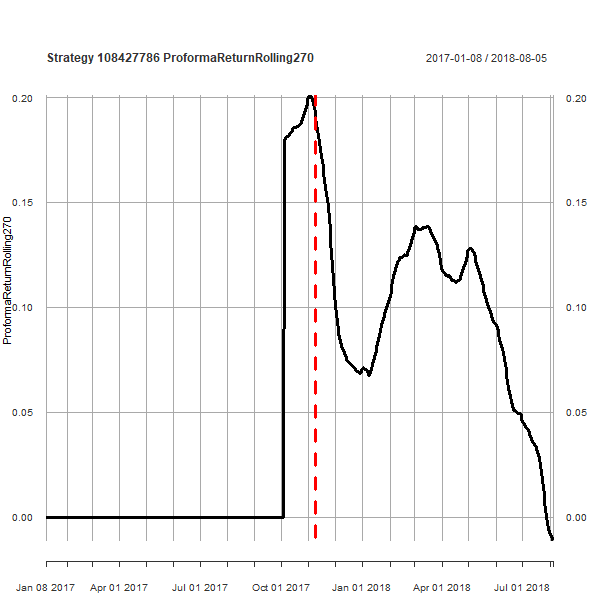 Strategy 108427786 ProformaReturnRolling270
2017-01-08 / 2018-08-05
0.20 0.20
0.15 0.15
0.10 0.10
0.05 0.05
0.00 0.00
ProformaReturnRolling270
Jan 08 2017 Apr 01 2017 Jul 01 2017 Oct 01 2017 Jan 01 2018 Apr 01 2018 Jul 01 2018